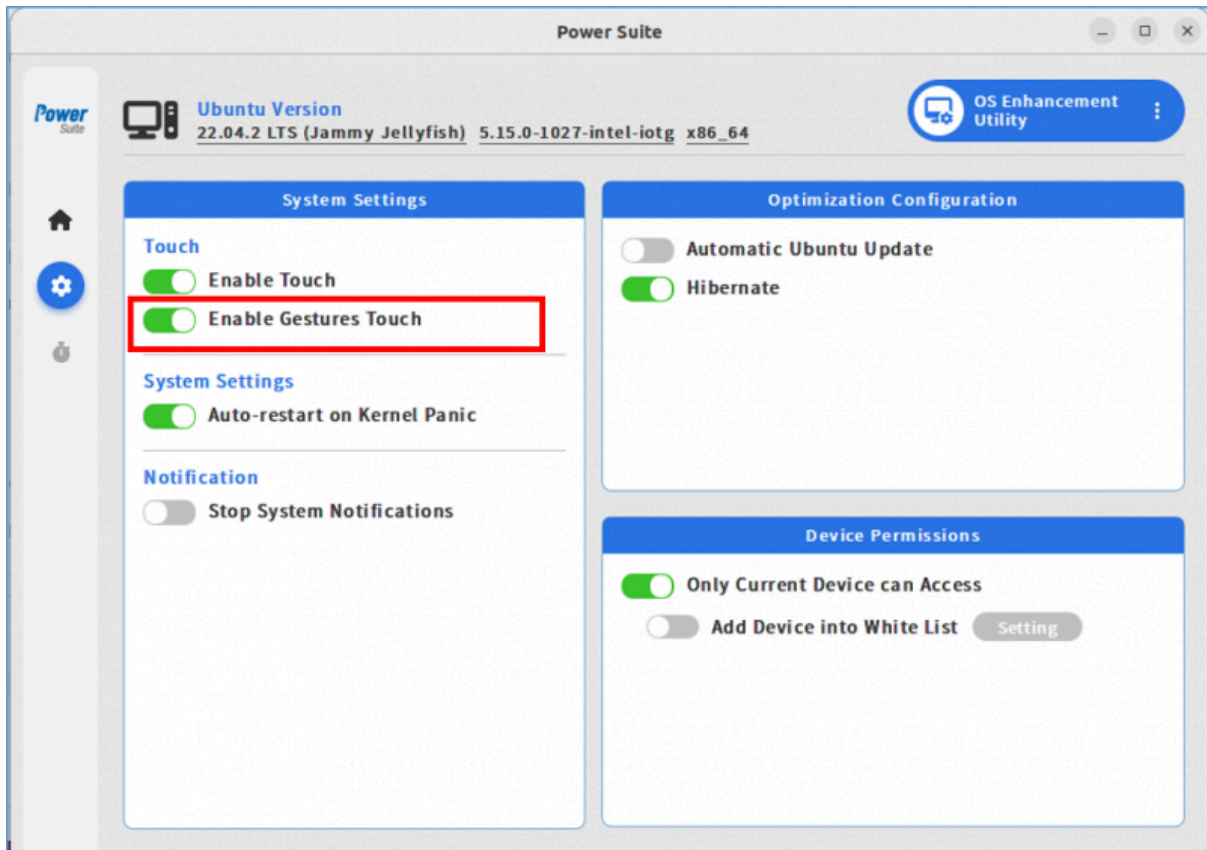 Power Suite
Power
Suite
Ubuntu Version
22.04.2 LTS (Jammy Jellyfish) 5.15.0-1027-intel-iotg x86_64
OS Enhancement
Utility
System Settings
Touch
Enable Touch
Enable Gestures Touch
System Settings
Auto-restart on Kernel Panic
Notification
Stop System Notifications
Optimization Configuration
Automatic Ubuntu Update
Hibernate
Device Permissions
Only Current Device can Access
Add Device into White List Setting